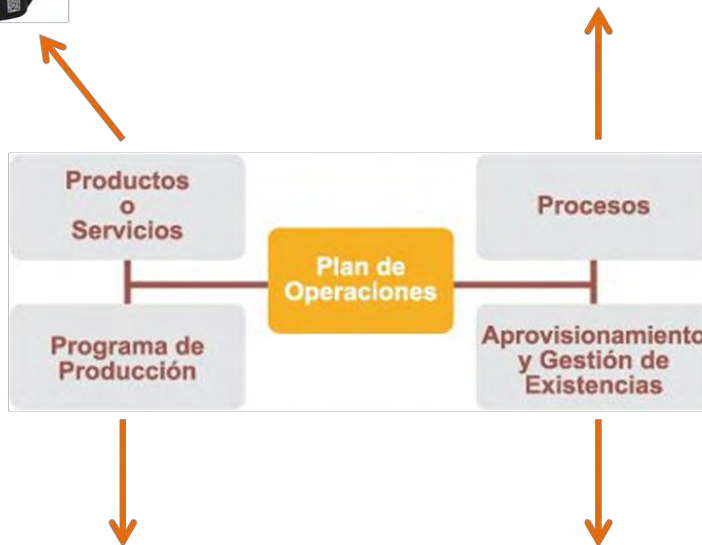 Productos
o
Servicios
Procesos
Plan de
Operaciones
Programa de
Producción
Aprovisionamiento
y Gestión de
Existencias